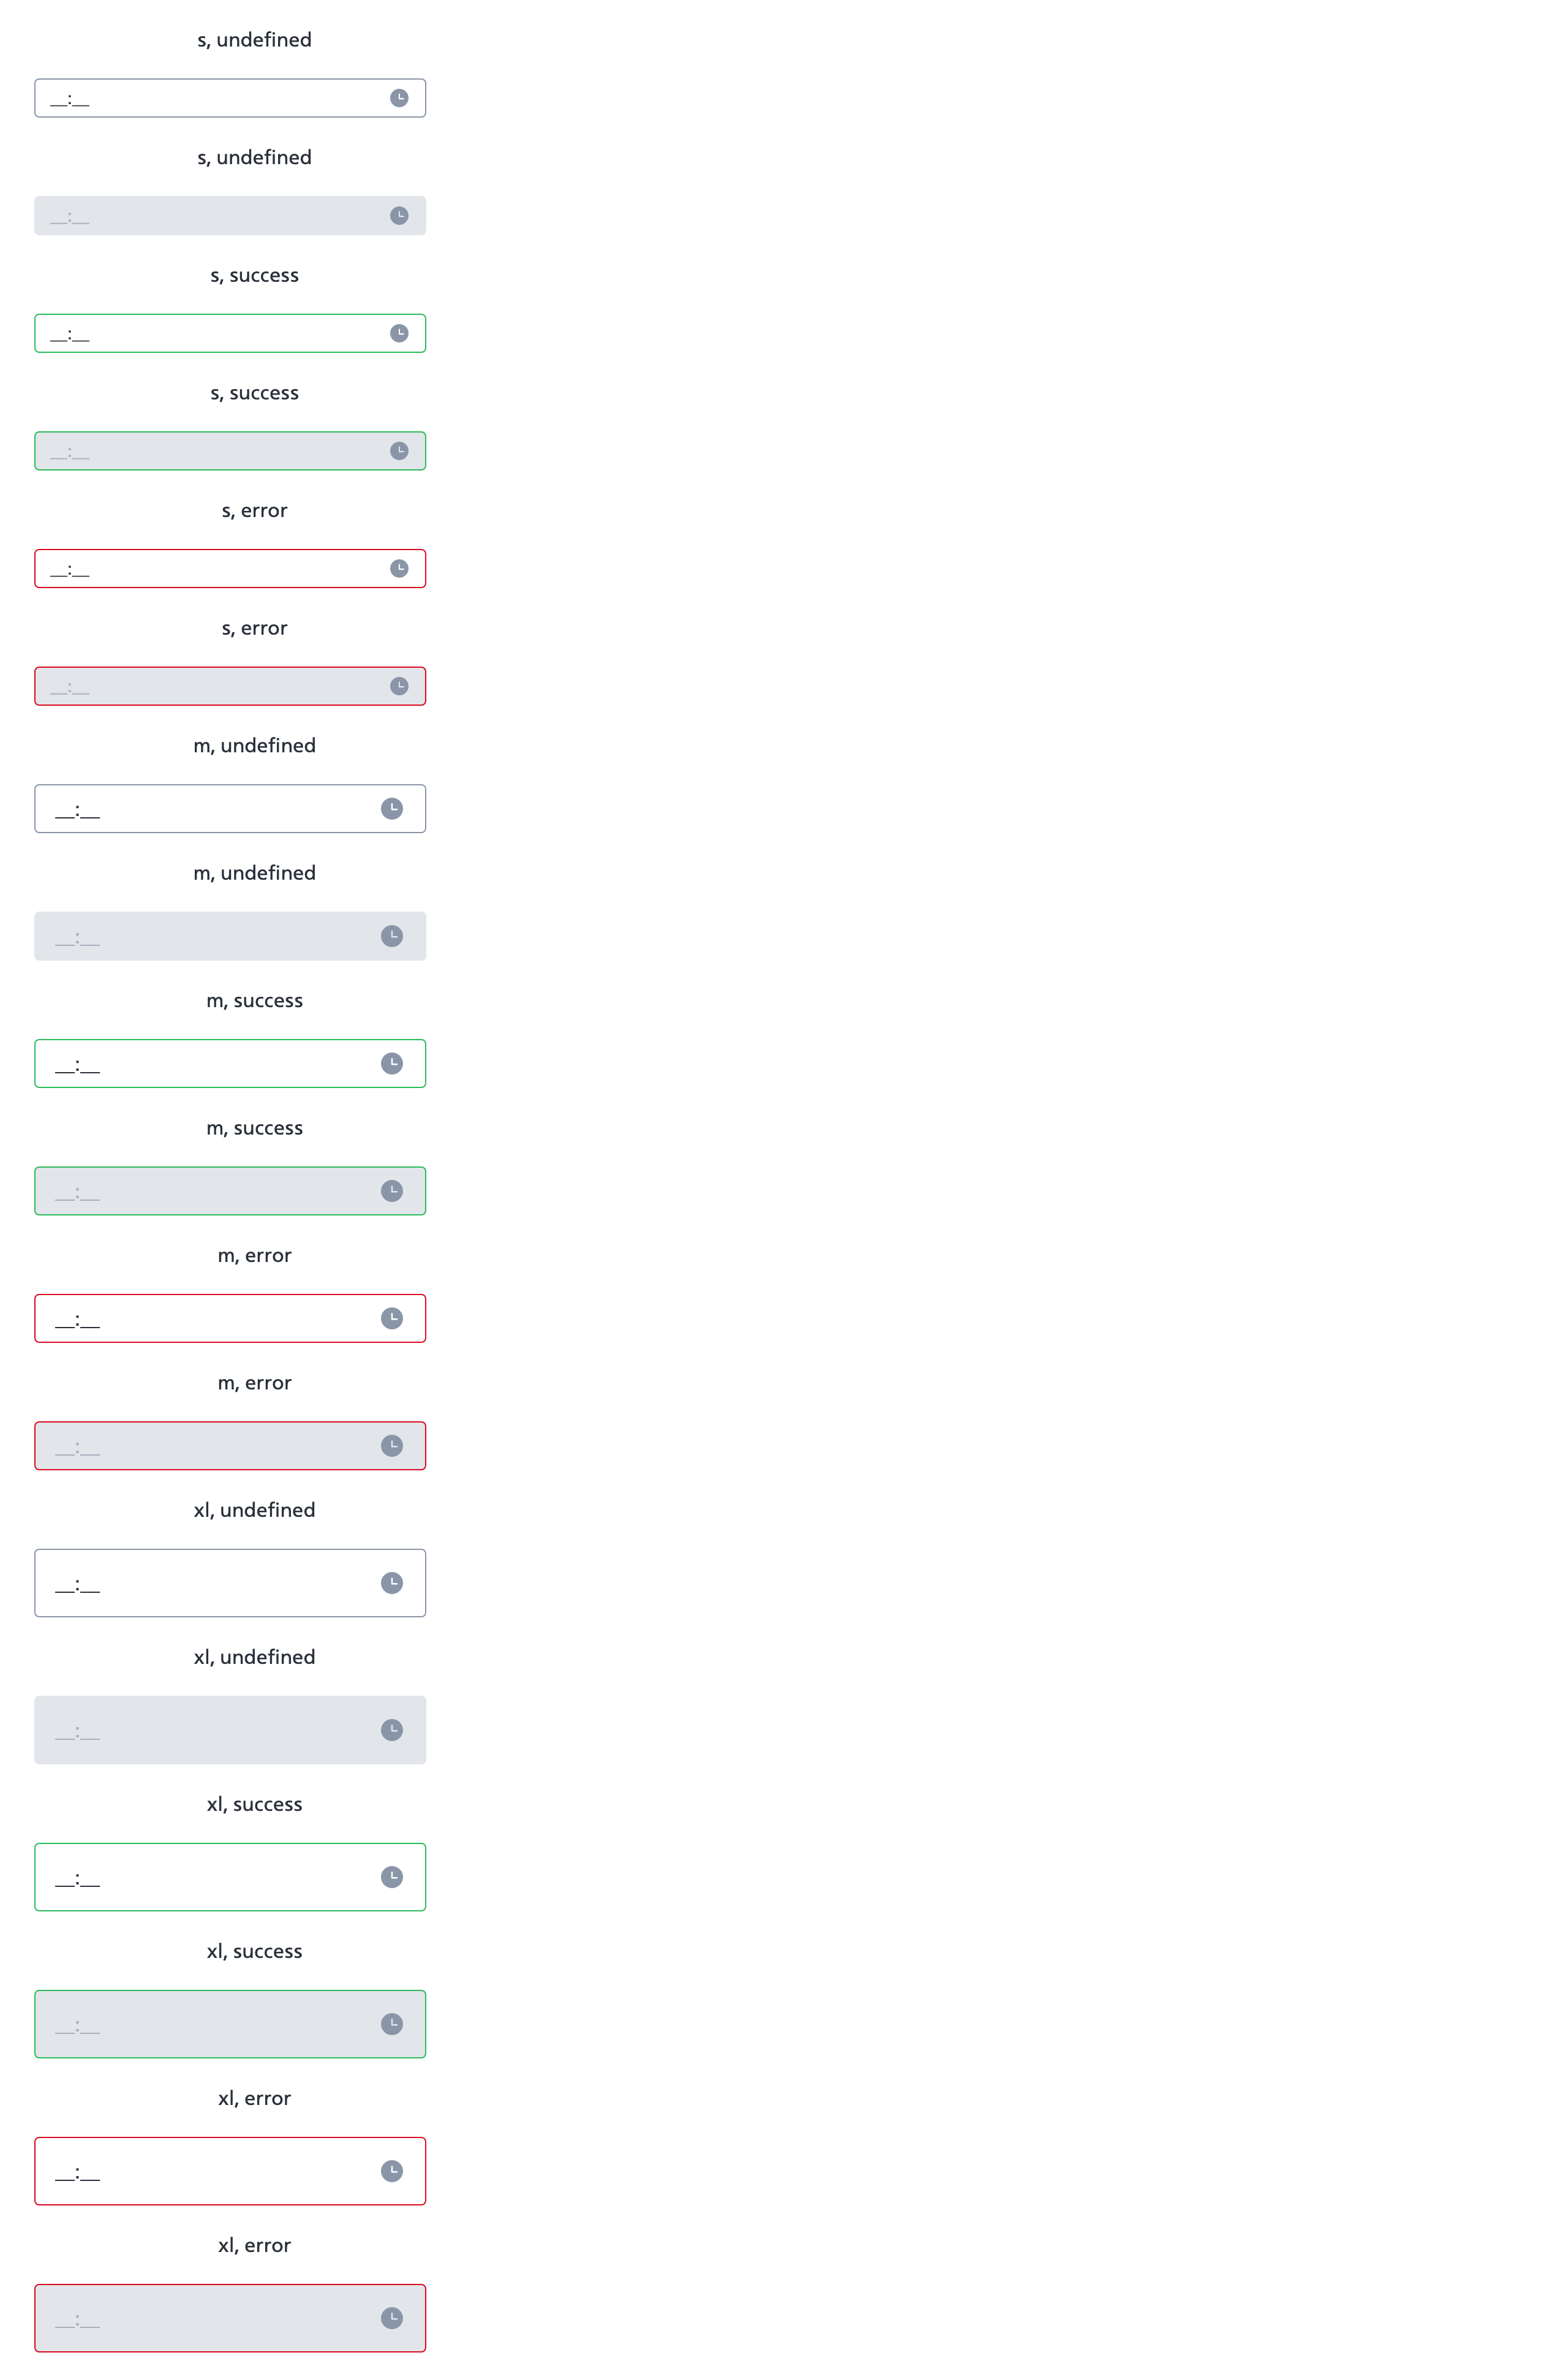 s, undefined
__:__
s, undefined
__:__
s, success
__:__
s, success
__:__
s, error
__:__
s, error
__:__
m, undefined
__:__
m, undefined
__:__
m, success
__:__
m, success
__:__
m, error
__:__
m, error
__:__
xl, undefined
__:__
xl, undefined
__:__
xl, success
__:__
xl, success
__:__
xl, error
__:__
xl, error
__:__